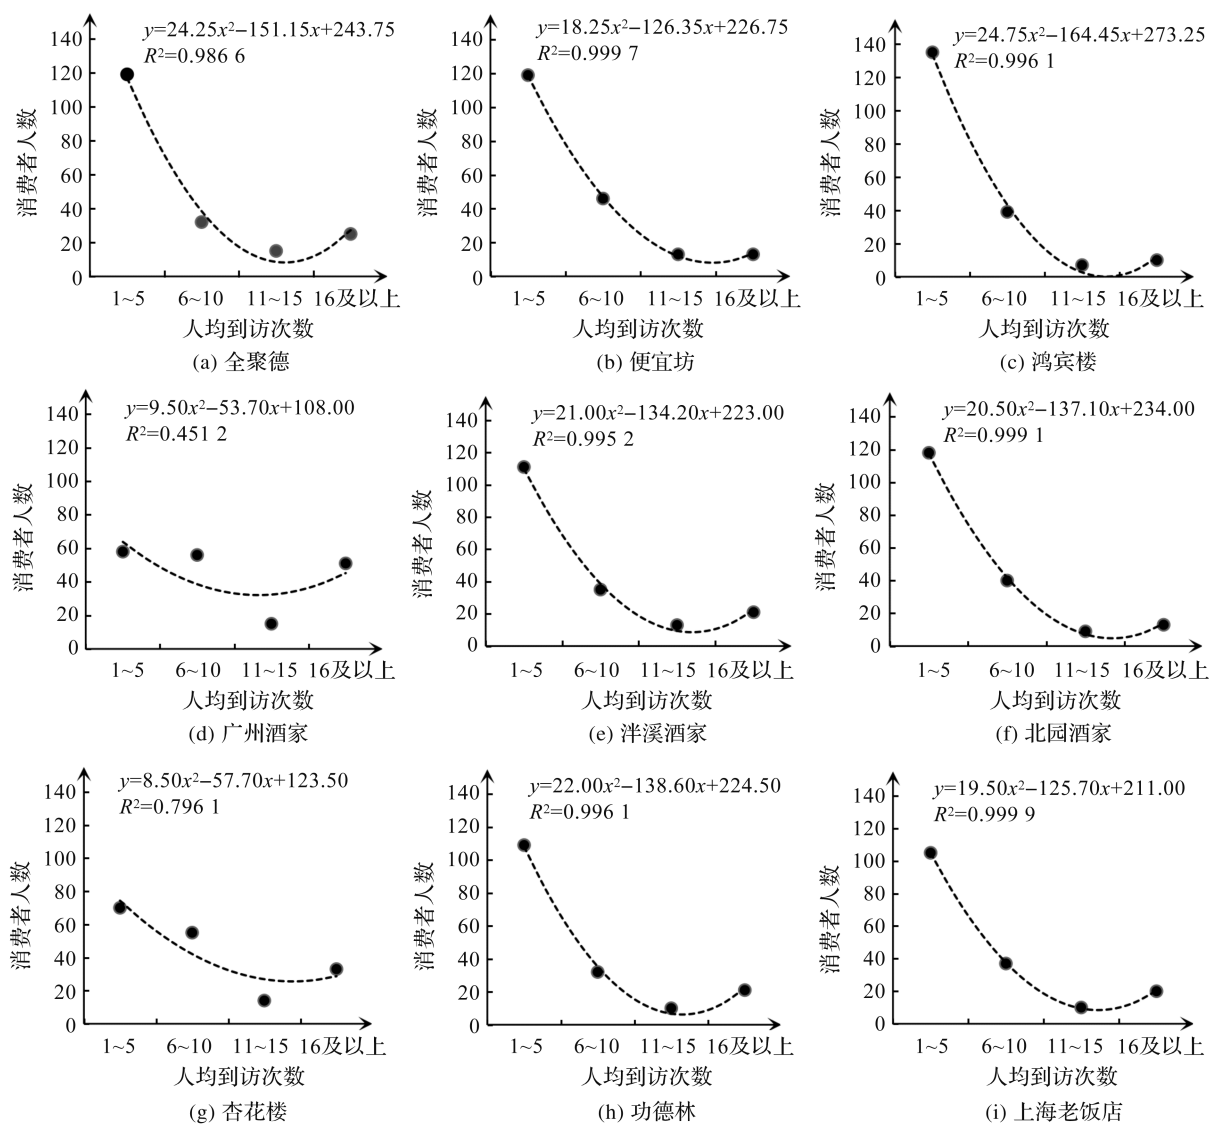 y=24.25x²−151.15x+243.75
R²=0.986 6
140
120
100
80
60
40
20
0
消费者人数
1~5 6~10 11~15 16及以上
人均到访次数
(a) 全聚德
y=18.25x²−126.35x+226.75
R²=0.999 7
140
120
100
80
60
40
20
0
消费者人数
1~5 6~10 11~15 16及以上
人均到访次数
(b) 便宜坊
y=24.75x²−164.45x+273.25
R²=0.996 1
140
120
100
80
60
40
20
0
消费者人数
1~5 6~10 11~15 16及以上
人均到访次数
(c) 鸿宾楼
y=9.50x²−53.70x+108.00
R²=0.451 2
140
120
100
80
60
40
20
0
消费者人数
1~5 6~10 11~15 16及以上
人均到访次数
(d) 广州酒家
y=21.00x²−134.20x+223.00
R²=0.995 2
140
120
100
80
60
40
20
0
消费者人数
1~5 6~10 11~15 16及以上
人均到访次数
(e) 泮溪酒家
y=20.50x²−137.10x+234.00
R²=0.999 1
140
120
100
80
60
40
20
0
消费者人数
1~5 6~10 11~15 16及以上
人均到访次数
(f) 北园酒家
y=8.50x²−57.70x+123.50
R²=0.796 1
140
120
100
80
60
40
20
0
消费者人数
1~5 6~10 11~15 16及以上
人均到访次数
(g) 杏花楼
y=22.00x²−138.60x+224.50
R²=0.996 1
140
120
100
80
60
40
20
0
消费者人数
1~5 6~10 11~15 16及以上
人均到访次数
(h) 功德林
y=19.50x²−125.70x+211.00
R²=0.999 9
140
120
100
80
60
40
20
0
消费者人数
1~5 6~10 11~15 16及以上
人均到访次数
(i) 上海老饭店